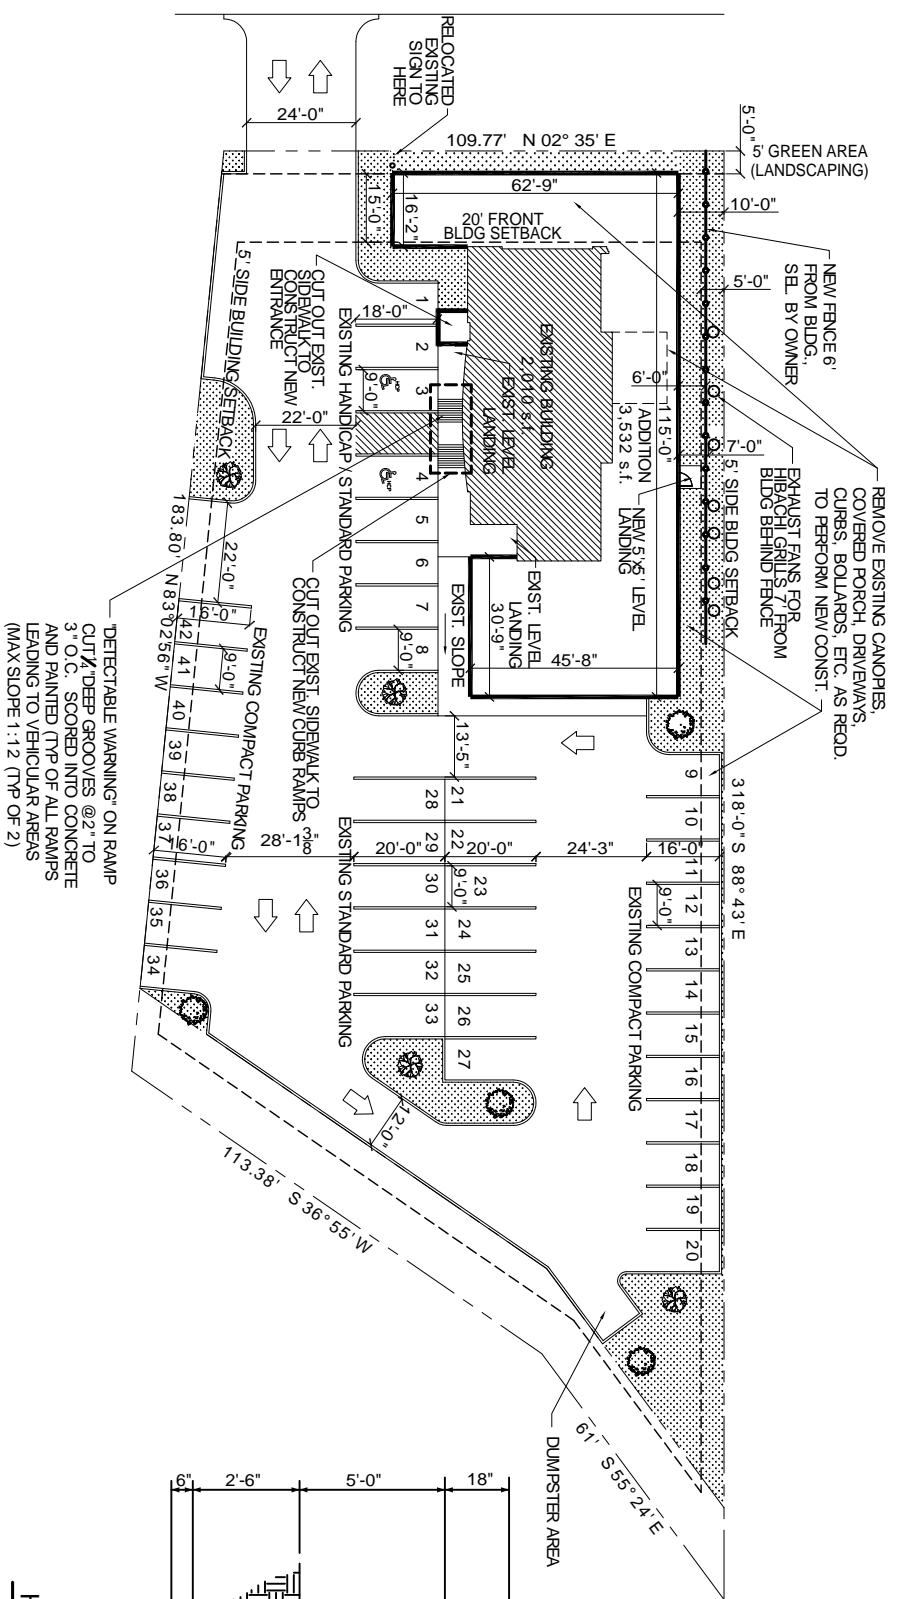 RELOCATED
EXISTING
SIGN TO
HERE
24'-0"
109.77' N 02° 35' E
5'-0"
5' GREEN AREA
(LANDSCAPING)
10'-0"
NEW FENCE 6'
FROM BLDG.,
SEL. BY OWNER
5'-0"
62'-9"
16'-2"
15'-0"
20' FRONT
BLDG SETBACK
5' SIDE BUILDING SETBACK
CUT OUT EXIST.
SIDEWALK TO
CONSTRUCT NEW
ENTRANCE
18'-0"
EXISTING HANDICAP / STANDARD PARKING
1
2
3
4
5
6
7
8
9'-0"
HCP
HCP
22'-0"
EXISTING BUILDING
2,010 s.f.
EXIST. LEVEL
LANDING
6'-0"
115'-0"
ADDITION
3,532 s.f.
7'-0"
NEW 5'x5' LEVEL
LANDING
EXHAUST FANS FOR
HIBACHI GRILLS 7' FROM
BLDG BEHIND FENCE
REMOVE EXISTING CANOPIES,
COVERED PORCH, DRIVEWAYS,
CURBS, BOLLARDS, ETC. AS REQD.
TO PERFORM NEW CONST.
5' SIDE BLDG SETBACK
EXIST. LEVEL
LANDING
30'-9"
45'-8"
EXIST. SLOPE
9'-0"
CUT OUT EXIST. SIDEWALK TO
CONSTRUCT NEW CURB RAMPS
183.80' N83°02'56" W
22'-0"
16'-0"
9'-0"
EXISTING COMPACT PARKING
42
41
40
39
38
37
36
35
34
"DETECTABLE WARNING" ON RAMP
CUT ¼" DEEP GROOVES @ 2" TO
3" O.C. SCORED INTO CONCRETE
AND PAINTED (TYP OF ALL RAMPS
LEADING TO VEHICULAR AREAS
(MAX SLOPE 1:12 (TYP OF 2)
13'-5"
318'-0" S 88° 43' E
16'-0"
28'-1⅜"
20'-0"
20'-0"
24'-3"
16'-0"
EXISTING STANDARD PARKING
28
29
30
31
32
33
21
22
23
24
25
26
27
9'-0"
EXISTING COMPACT PARKING
9
10
11
12
13
14
15
16
17
18
19
20
9'-0"
12'-0"
113.38' S 36° 55' W
61' S 55° 24' E
DUMPSTER AREA
6"
2'-6"
5'-0"
18"